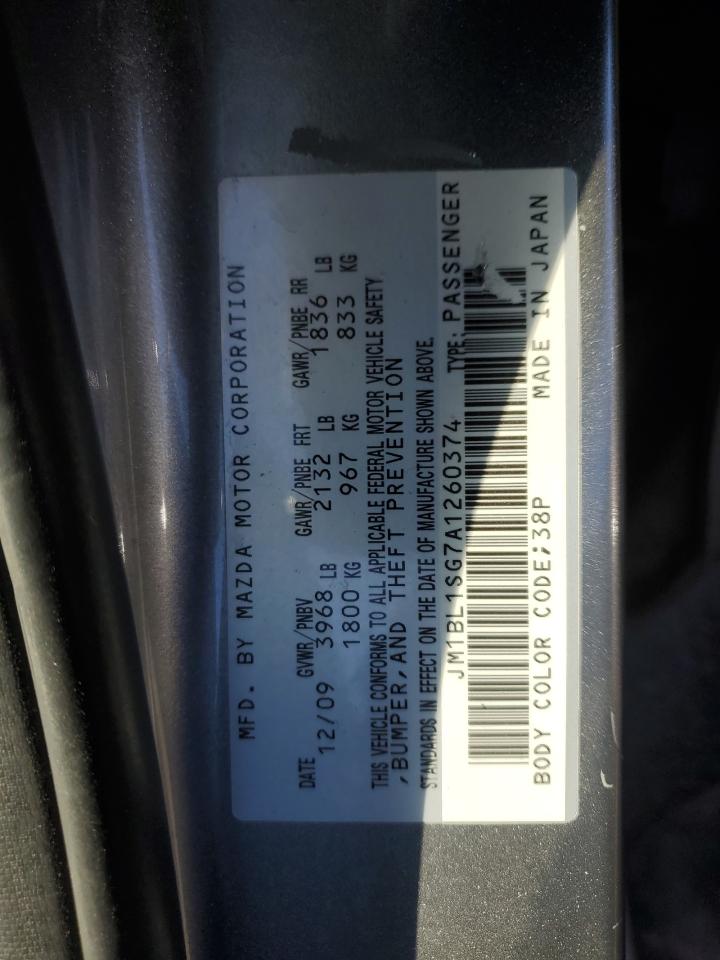 MFD. BY MAZDA MOTOR CORPORATION
DATE GVWR/PNBV GAWR/PNBE FRT GAWR/PNBE RR
12/09 3968 LB 2132 LB 1836 LB
1800 KG 967 KG 833 KG
THIS VEHICLE CONFORMS TO ALL APPLICABLE FEDERAL MOTOR VEHICLE SAFETY
,BUMPER,AND THEFT PREVENTION
STANDARDS IN EFFECT ON THE DATE OF MANUFACTURE SHOWN ABOVE.
JM1BL1SG7A1260374 TYPE: PASSENGER
BODY COLOR CODE;38P MADE IN JAPAN